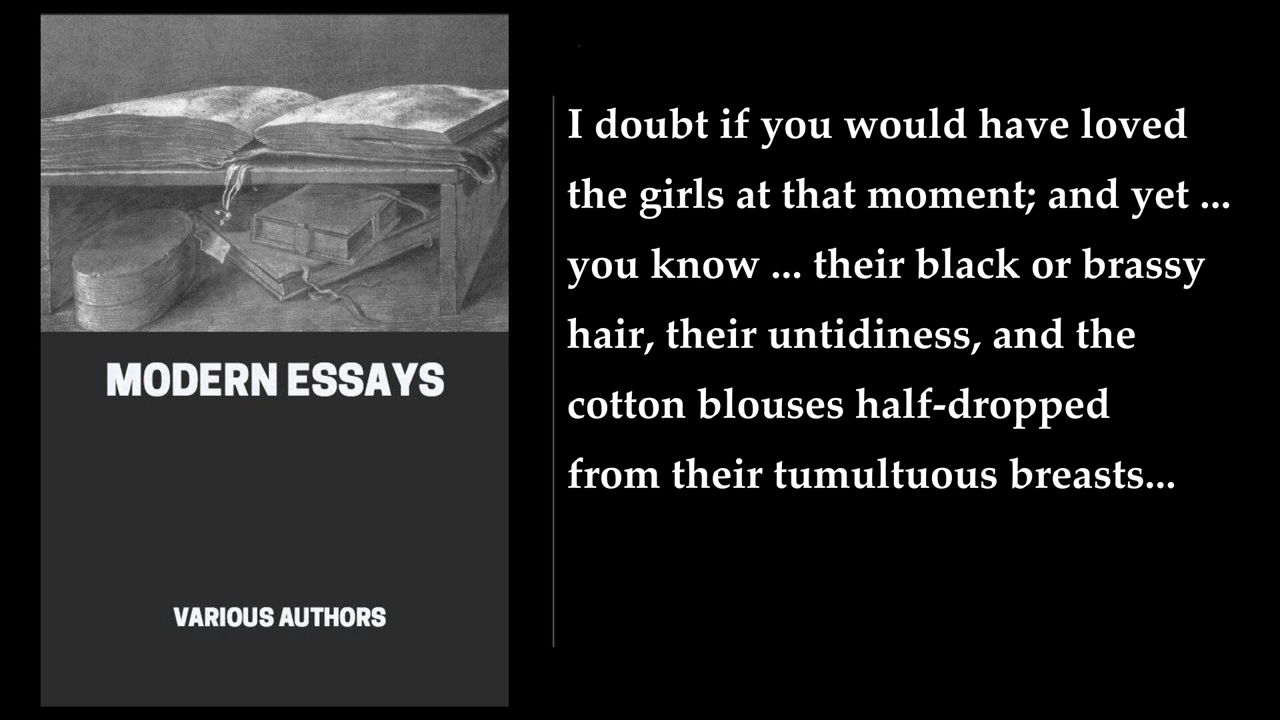 MODERN ESSAYS
VARIOUS AUTHORS
I doubt if you would have loved
the girls at that moment; and yet ...
you know ... their black or brassy
hair, their untidiness, and the
cotton blouses half-dropped
from their tumultuous breasts...